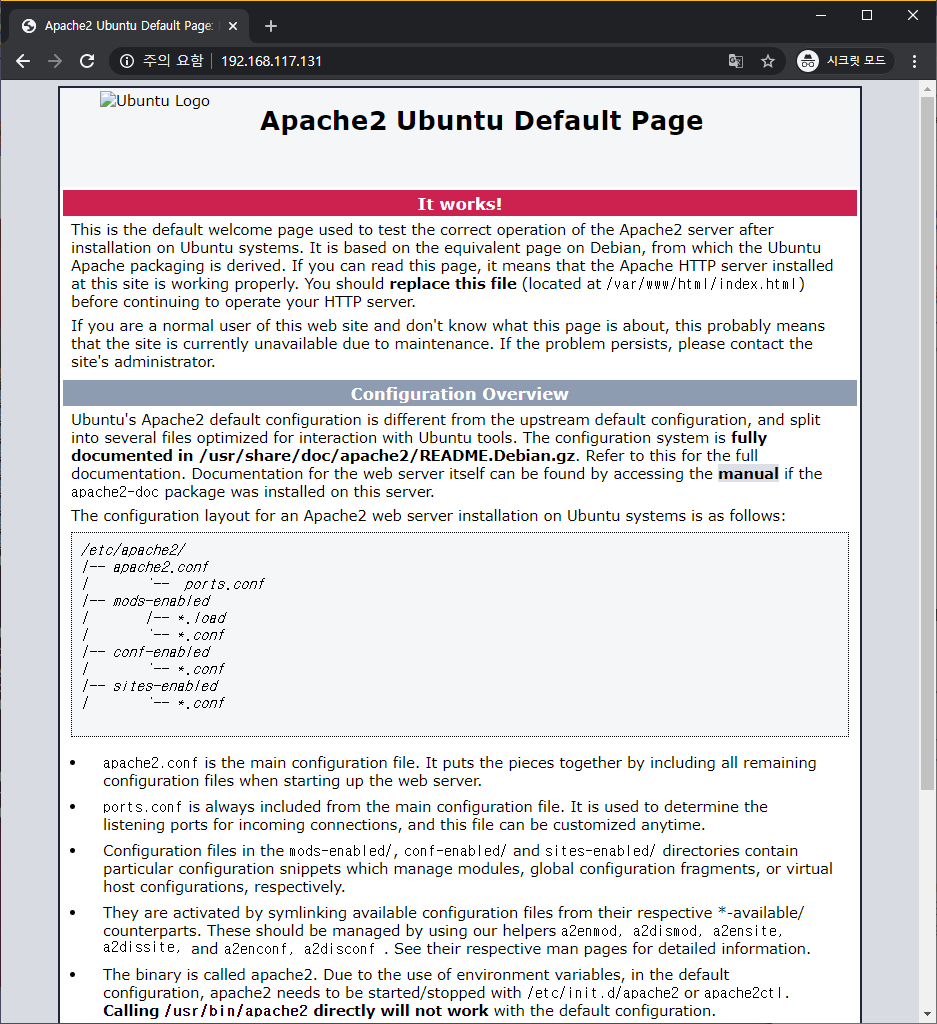 Apache2 Ubuntu Default Page:
주의 요함
192.168.117.131
시크릿 모드
Ubuntu Logo
Apache2 Ubuntu Default Page
It works!
This is the default welcome page used to test the correct operation of the Apache2 server after
installation on Ubuntu systems. It is based on the equivalent page on Debian, from which the Ubuntu
Apache packaging is derived. If you can read this page, it means that the Apache HTTP server installed
at this site is working properly. You should replace this file (located at /var/www/html/index.html)
before continuing to operate your HTTP server.
If you are a normal user of this web site and don't know what this page is about, this probably means
that the site is currently unavailable due to maintenance. If the problem persists, please contact the
site's administrator.
Configuration Overview
Ubuntu's Apache2 default configuration is different from the upstream default configuration, and split
into several files optimized for interaction with Ubuntu tools. The configuration system is fully
documented in /usr/share/doc/apache2/README.Debian.gz. Refer to this for the full
documentation. Documentation for the web server itself can be found by accessing the manual if the
apache2-doc package was installed on this server.
The configuration layout for an Apache2 web server installation on Ubuntu systems is as follows:
/etc/apache2/
|-- apache2.conf
|       `--  ports.conf
|-- mods-enabled
|       |-- *.load
|       `-- *.conf
|-- conf-enabled
|       `-- *.conf
|-- sites-enabled
|       `-- *.conf
• apache2.conf is the main configuration file. It puts the pieces together by including all remaining
configuration files when starting up the web server.
• ports.conf is always included from the main configuration file. It is used to determine the
listening ports for incoming connections, and this file can be customized anytime.
• Configuration files in the mods-enabled/, conf-enabled/ and sites-enabled/ directories contain
particular configuration snippets which manage modules, global configuration fragments, or virtual
host configurations, respectively.
• They are activated by symlinking available configuration files from their respective *-available/
counterparts. These should be managed by using our helpers a2enmod, a2dismod, a2ensite,
a2dissite, and a2enconf, a2disconf . See their respective man pages for detailed information.
• The binary is called apache2. Due to the use of environment variables, in the default
configuration, apache2 needs to be started/stopped with /etc/init.d/apache2 or apache2ctl.
Calling /usr/bin/apache2 directly will not work with the default configuration.